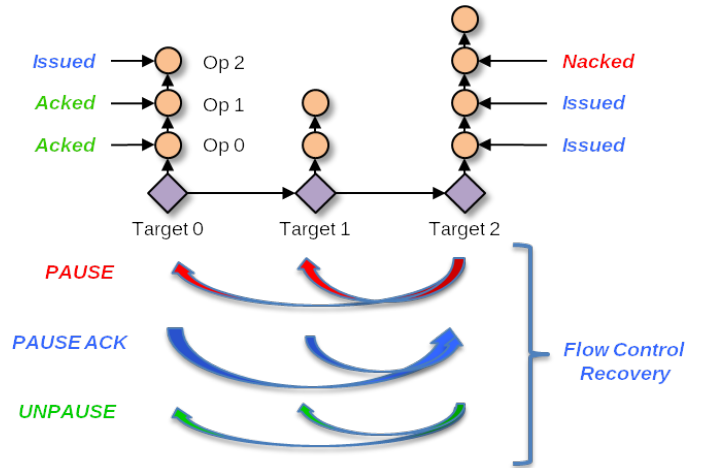 Issued
Op 2
Nacked
Acked
Op 1
Issued
Acked
Op 0
Issued
Target 0
Target 1
Target 2
PAUSE
PAUSE ACK
Flow Control
Recovery
UNPAUSE